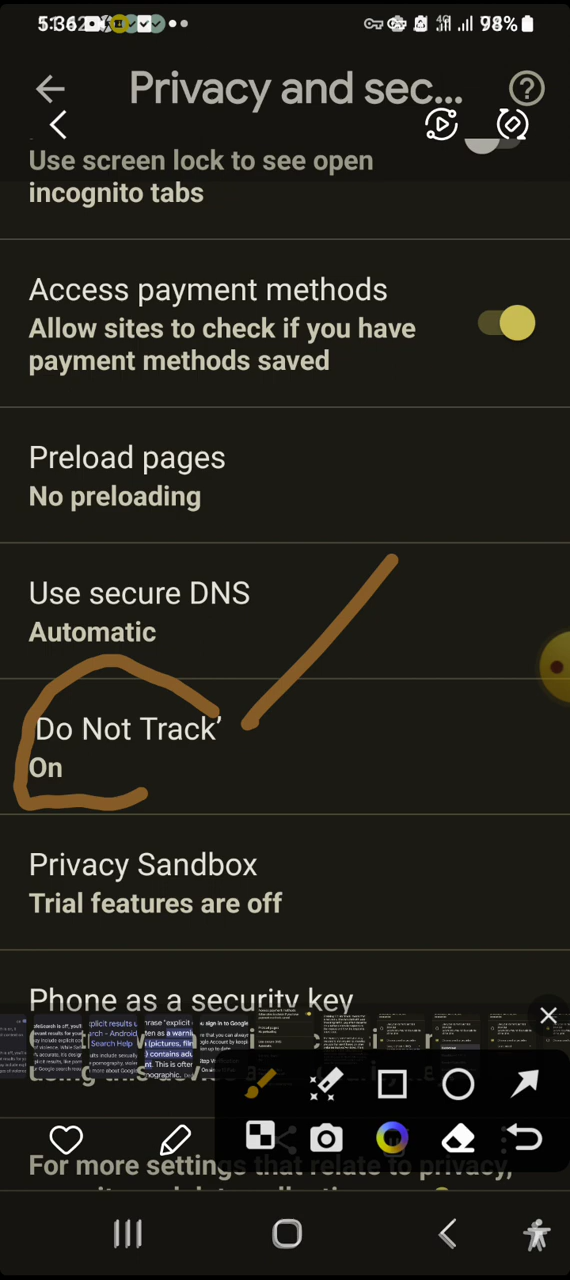 98%
Privacy and sec...
Use screen lock to see open
incognito tabs
Access payment methods
Allow sites to check if you have
payment methods saved
Preload pages
No preloading
Use secure DNS
Automatic
Do Not Track'
On
Privacy Sandbox
Trial features are off
Phone as a security key
For more settings that relate to privacy,